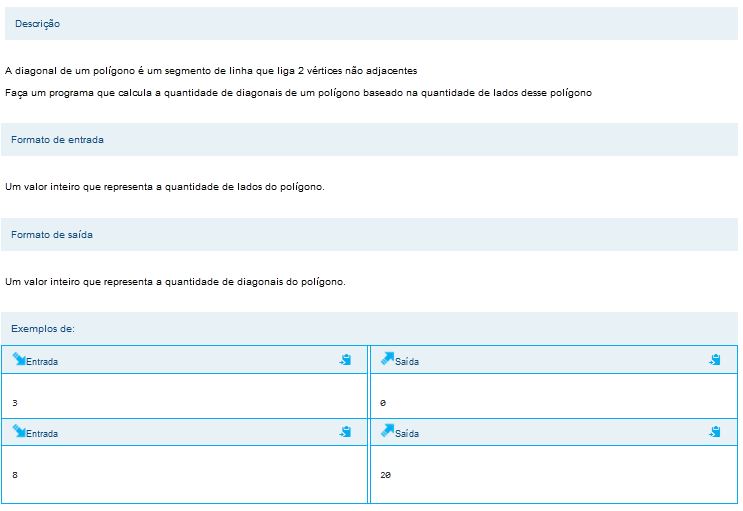 Descrição
A diagonal de um polígono é um segmento de linha que liga 2 vértices não adjacentes
Faça um programa que calcula a quantidade de diagonais de um polígono baseado na quantidade de lados desse polígono
Formato de entrada
Um valor inteiro que representa a quantidade de lados do polígono.
Formato de saída
Um valor inteiro que representa a quantidade de diagonais do polígono.
Exemplos de:
Entrada Saída
3 0
Entrada Saída
8 20